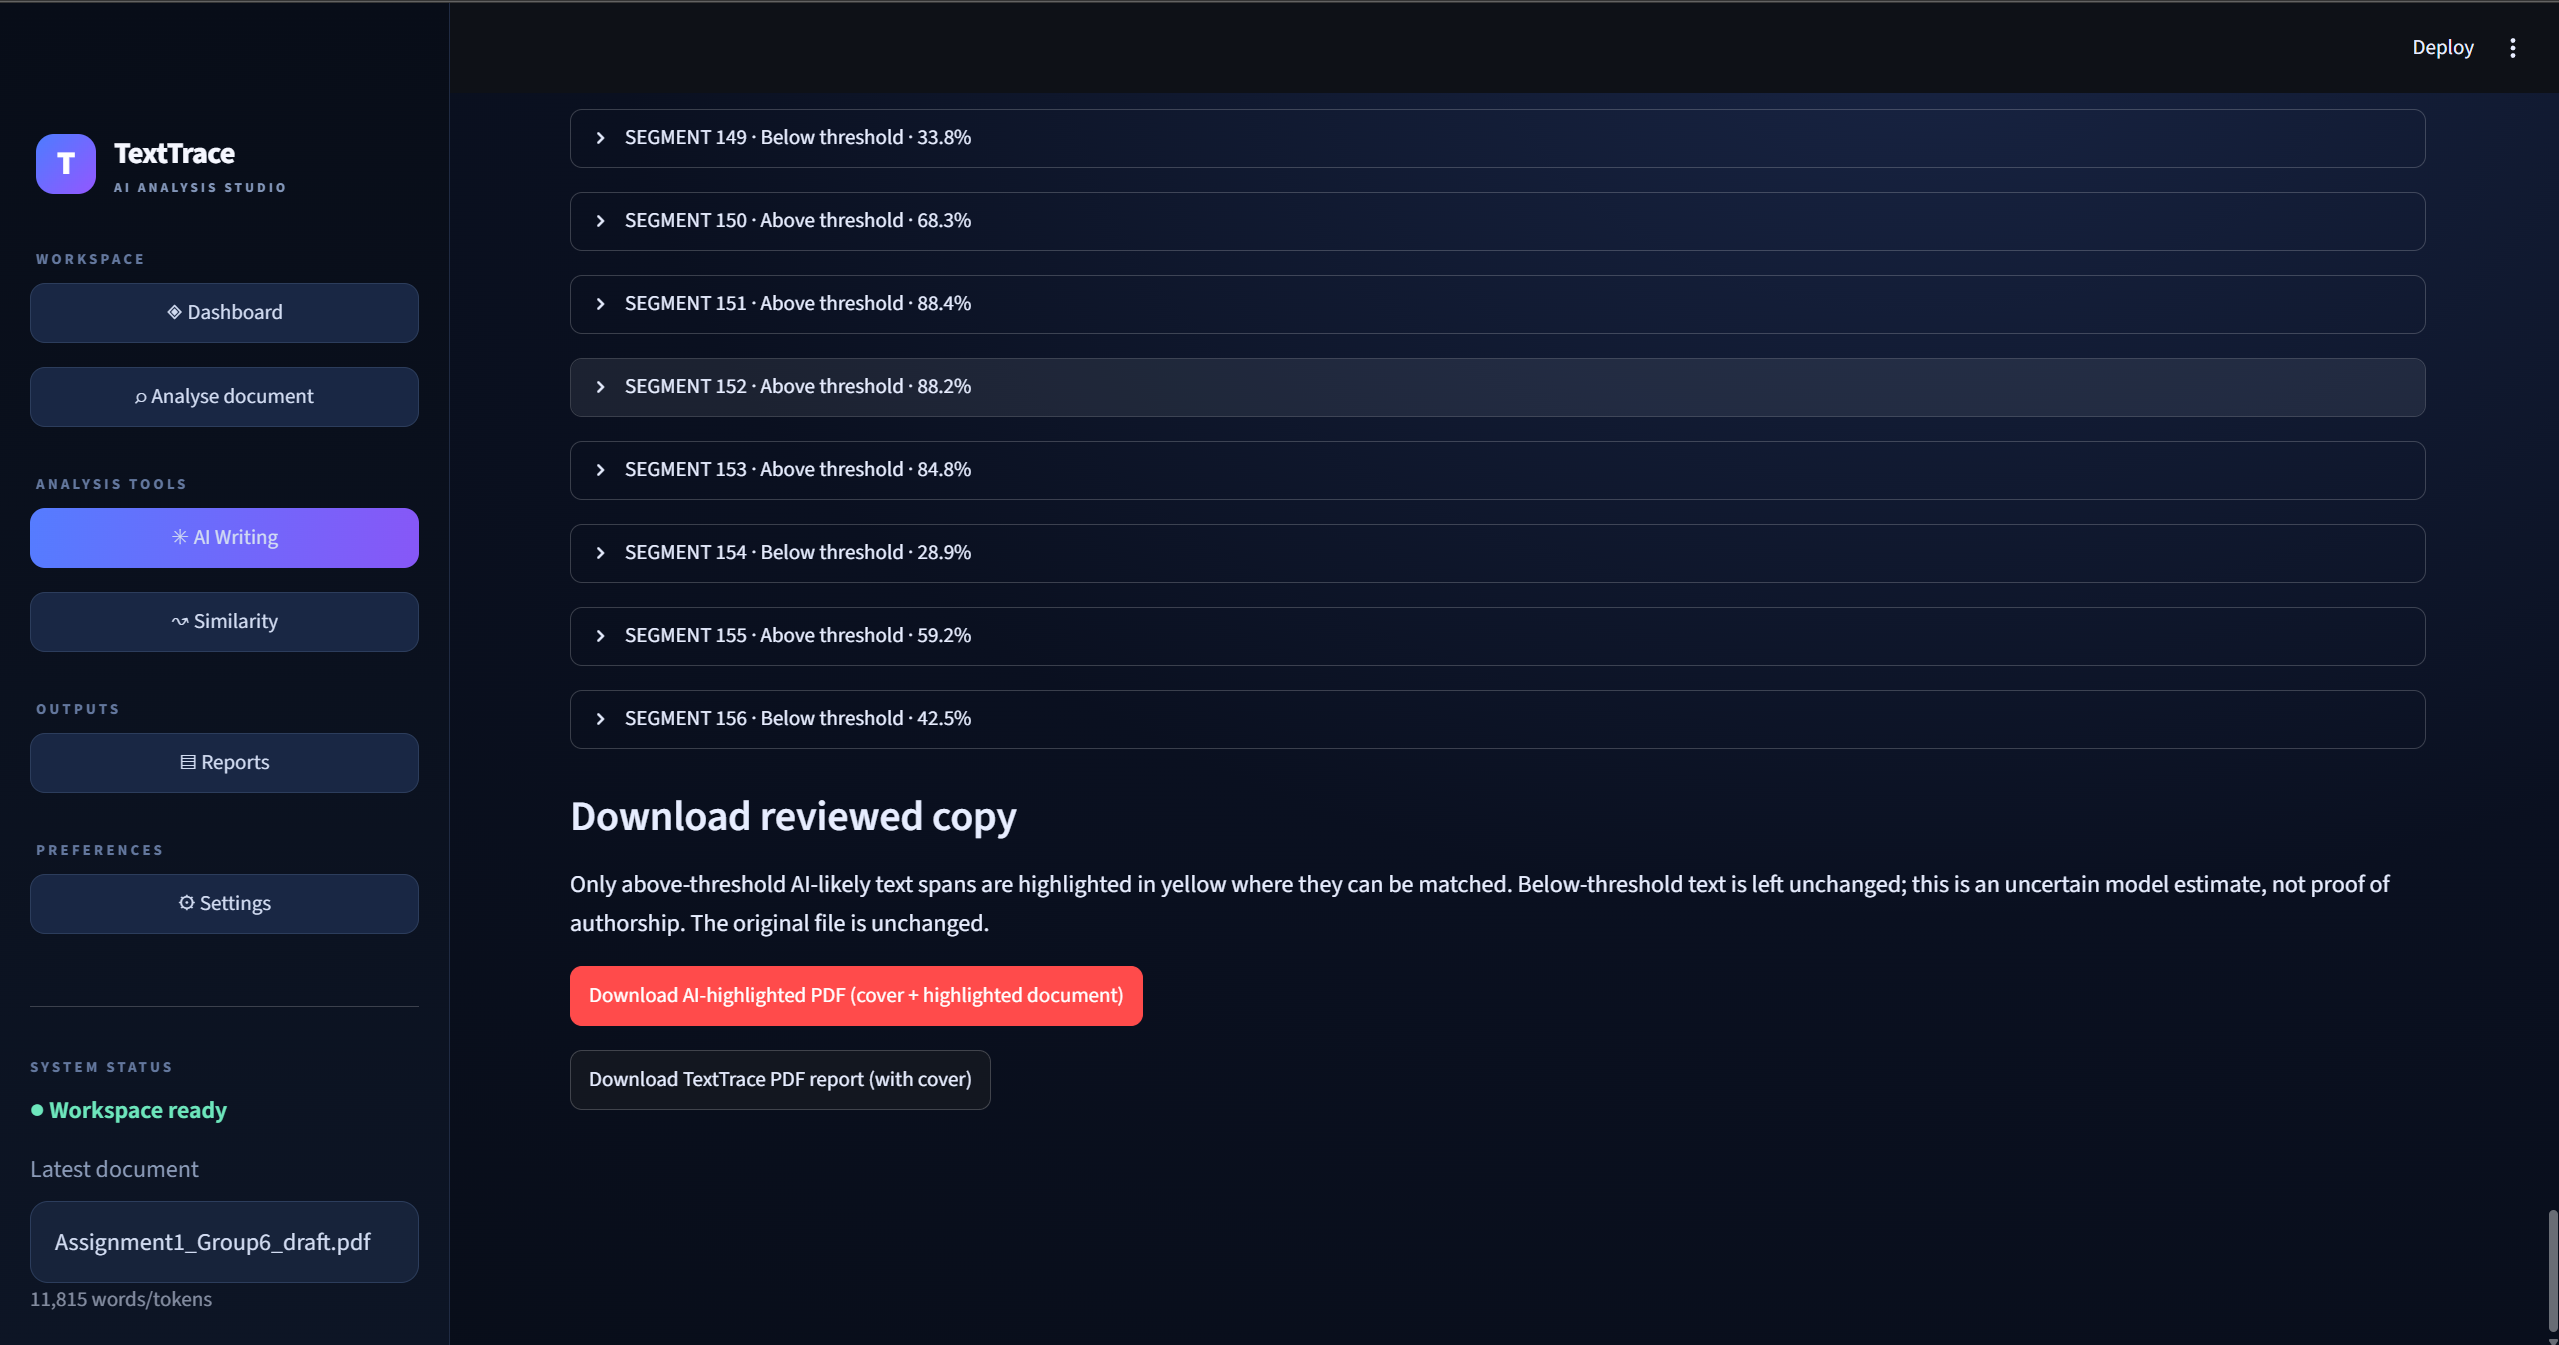 Deploy
T
TextTrace
AI ANALYSIS STUDIO
WORKSPACE
Dashboard
Analyse document
ANALYSIS TOOLS
AI Writing
Similarity
OUTPUTS
Reports
PREFERENCES
Settings
SYSTEM STATUS
Workspace ready
Latest document
Assignment1_Group6_draft.pdf
11,815 words/tokens
SEGMENT 149 · Below threshold · 33.8%
SEGMENT 150 · Above threshold · 68.3%
SEGMENT 151 · Above threshold · 88.4%
SEGMENT 152 · Above threshold · 88.2%
SEGMENT 153 · Above threshold · 84.8%
SEGMENT 154 · Below threshold · 28.9%
SEGMENT 155 · Above threshold · 59.2%
SEGMENT 156 · Below threshold · 42.5%
Download reviewed copy
Only above-threshold AI-likely text spans are highlighted in yellow where they can be matched. Below-threshold text is left unchanged; this is an uncertain model estimate, not proof of
authorship. The original file is unchanged.
Download AI-highlighted PDF (cover + highlighted document)
Download TextTrace PDF report (with cover)